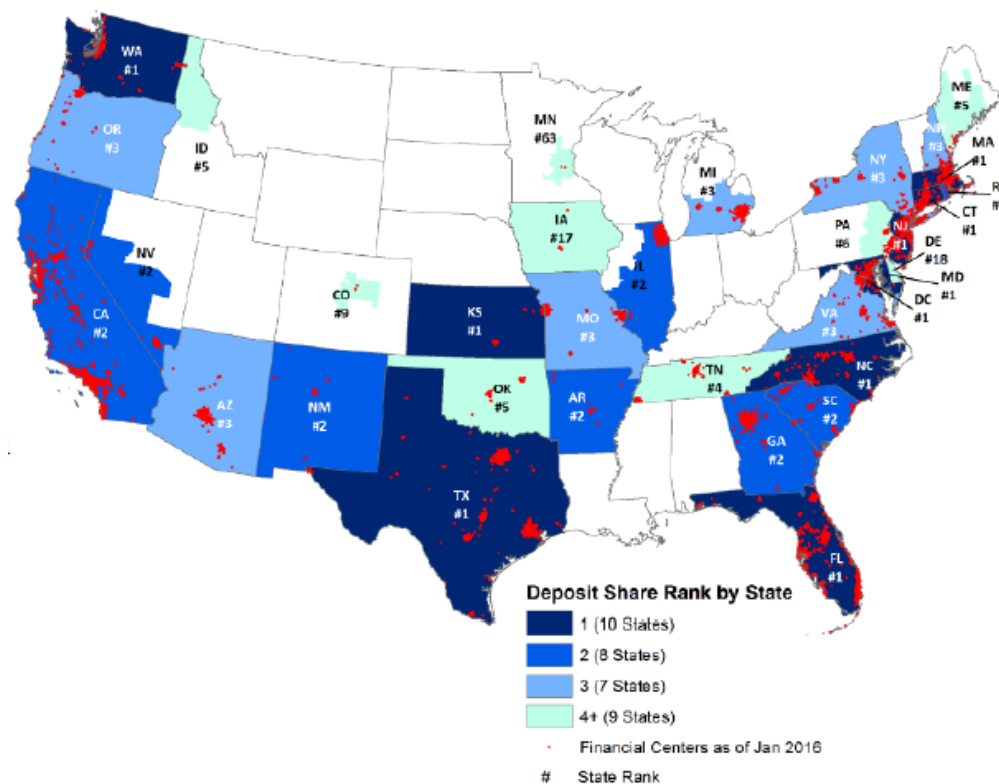 WA
#1
OR
#3
ID
#5
MN
#63
ME
#5
NH
#3
MA
#1
NY
#3
MI
#3
R
#
CT
#1
PA
#6
NJ
#1
DE
#18
MD
#1
DC
#1
IA
#17
NV
#2
IL
#2
CO
#9
CA
#2
KS
#1
MO
#3
VA
#3
NC
#1
TN
#4
OK
#5
AR
#2
SC
#2
AZ
#3
NM
#2
GA
#2
TX
#1
FL
#1
Deposit Share Rank by State
1 (10 States)
2 (8 States)
3 (7 States)
4+ (9 States)
Financial Centers as of Jan 2016
# State Rank